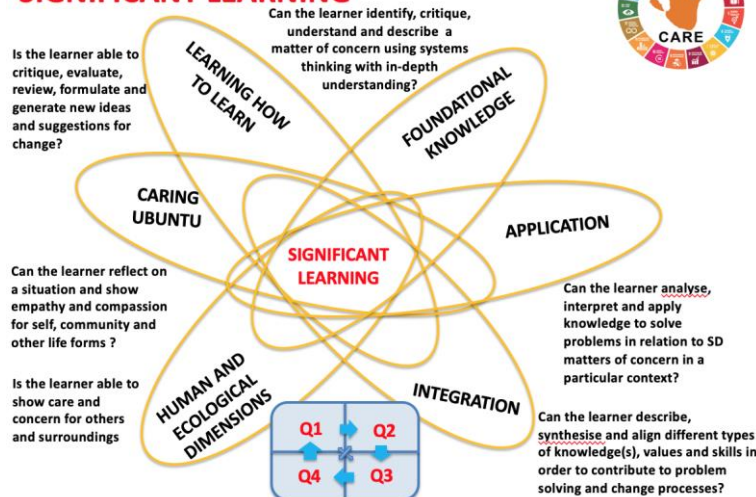 SIGNIFICANT LEARNING
Can the learner identify, critique,
understand and describe a
matter of concern using systems
thinking with in-depth
understanding?
CARE
Is the learner able to
critique, evaluate,
review, formulate and
generate new ideas
and suggestions for
change?
LEARNING HOW
TO LEARN
FOUNDATIONAL
KNOWLEDGE
CARING
UBUNTU
APPLICATION
SIGNIFICANT
LEARNING
Can the learner reflect on
a situation and show
empathy and compassion
for self, community and
other life forms ?
Can the learner analyse,
interpret and apply
knowledge to solve
problems in relation to SD
matters of concern in a
particular context?
Is the learner able to
show care and
concern for others
and surroundings
HUMAN AND
ECOLOGICAL
DIMENSIONS
INTEGRATION
Q1 Q2
Q4 Q3
Can the learner describe,
synthesise and align different types
of knowledge(s), values and skills in
order to contribute to problem
solving and change processes?